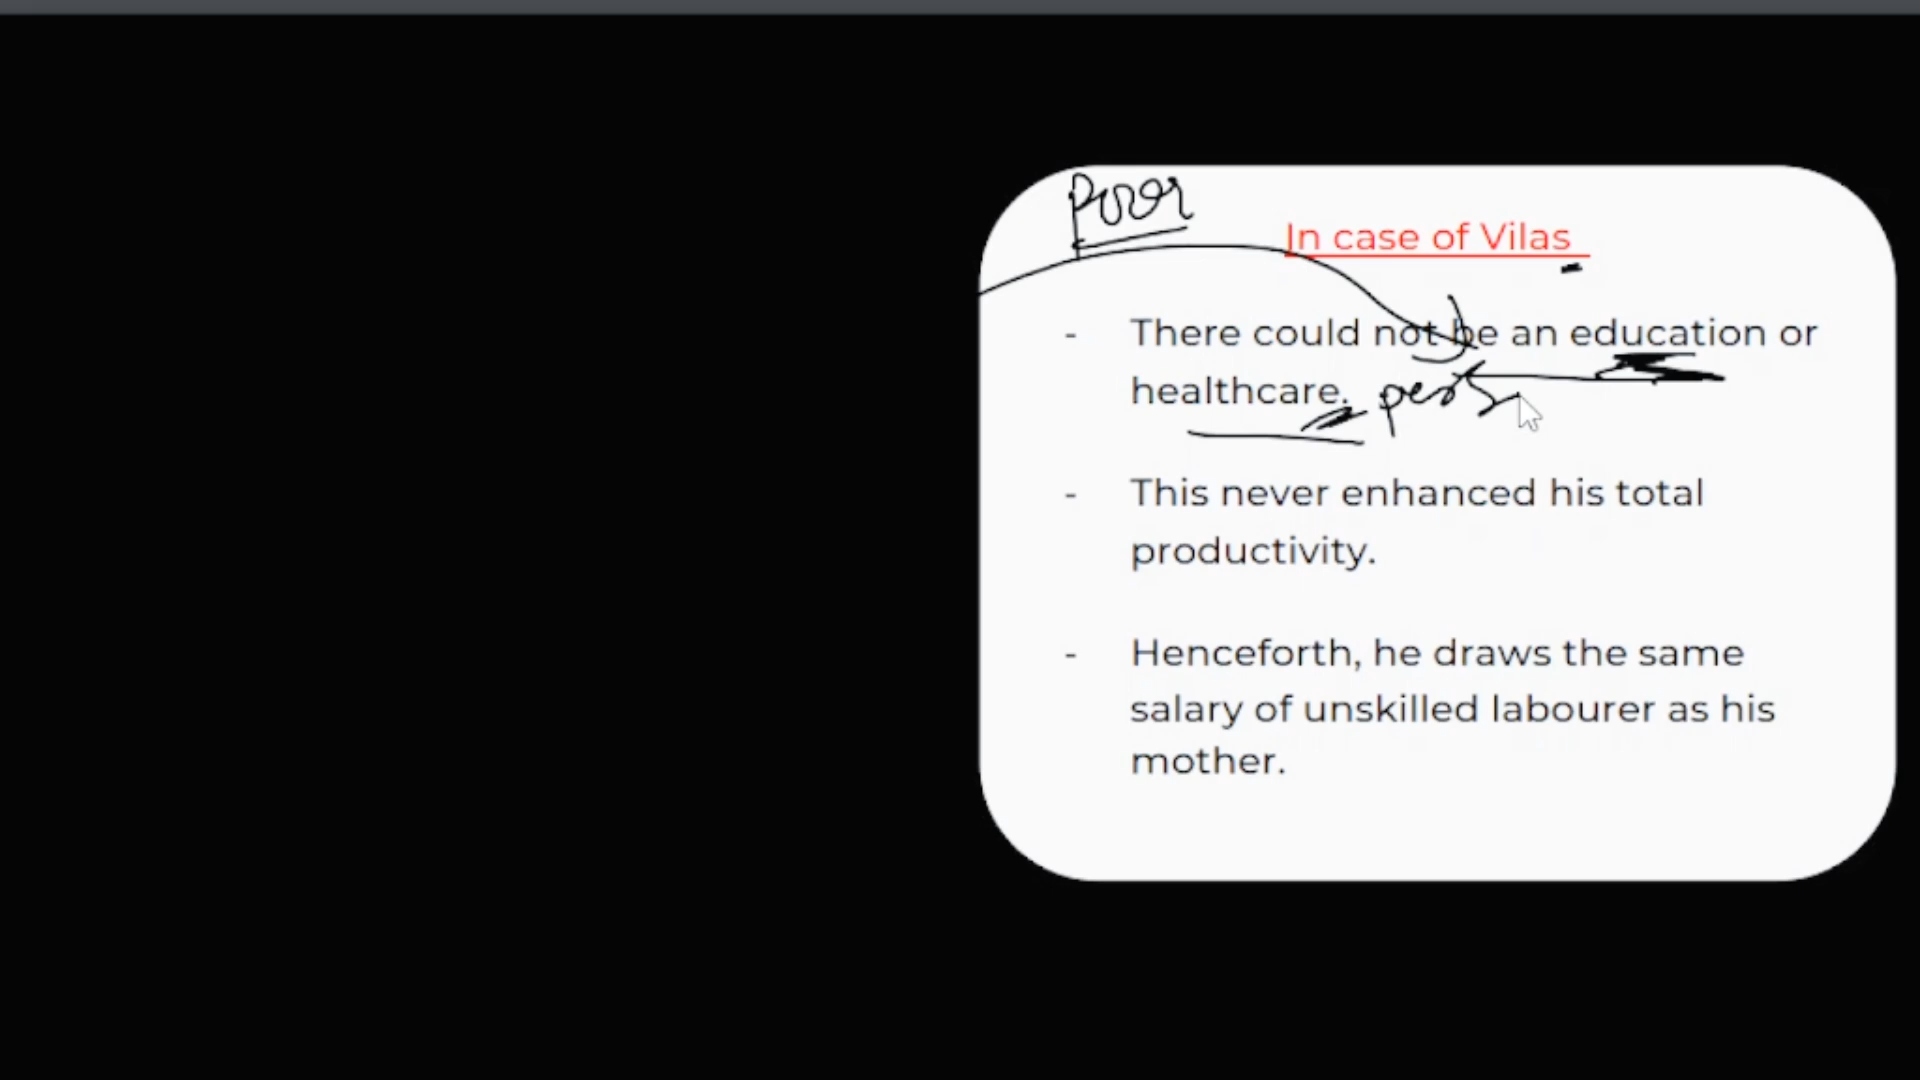 Poor
In case of Vilas
- There could not be an education or
healthcare.
- This never enhanced his total
productivity.
- Henceforth, he draws the same
salary of unskilled labourer as his
mother.